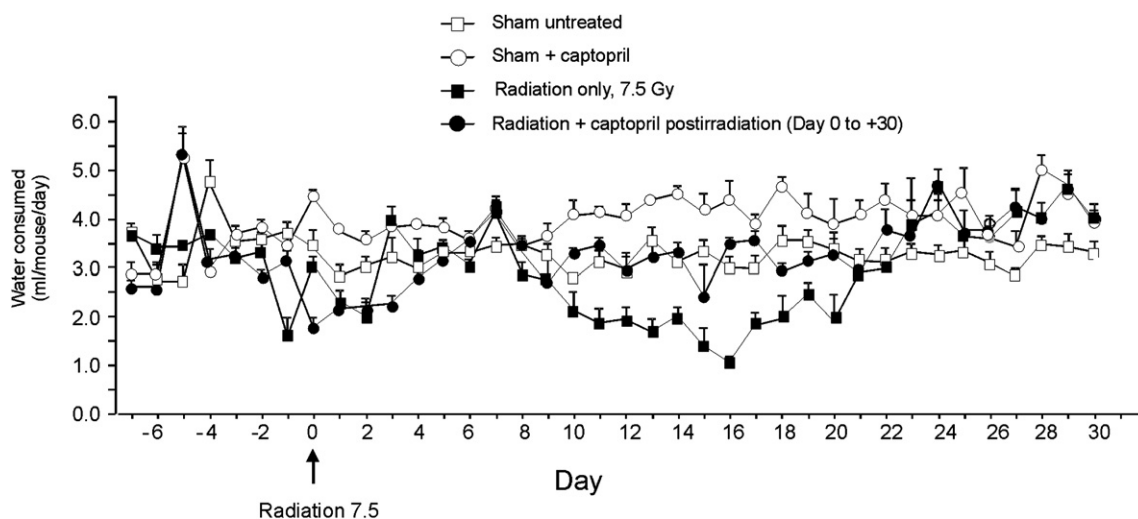 Sham untreated
Sham + captopril
Radiation only, 7.5 Gy
Radiation + captopril postirradiation (Day 0 to +30)
Water consumed
(ml/mouse/day)
6.0
5.0
4.0
3.0
2.0
1.0
0.0
-6 -4 -2 0 2 4 6 8 10 12 14 16 18 20 22 24 26 28 30
Day
Radiation 7.5